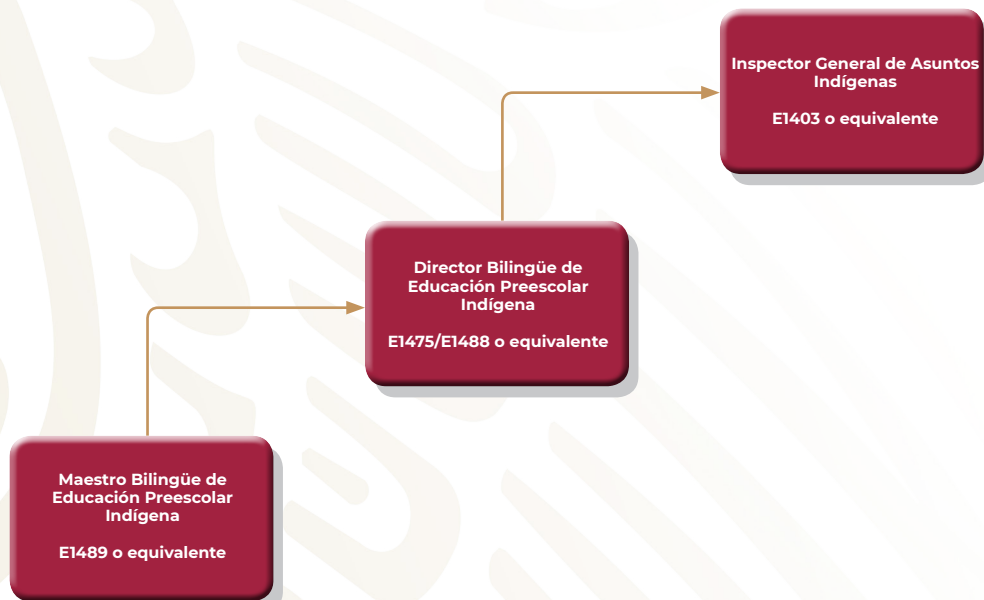 Inspector General de Asuntos
Indígenas
E1403 o equivalente
Director Bilingüe de
Educación Preescolar
Indígena
E1475/E1488 o equivalente
Maestro Bilingüe de
Educación Preescolar
Indígena
E1489 o equivalente